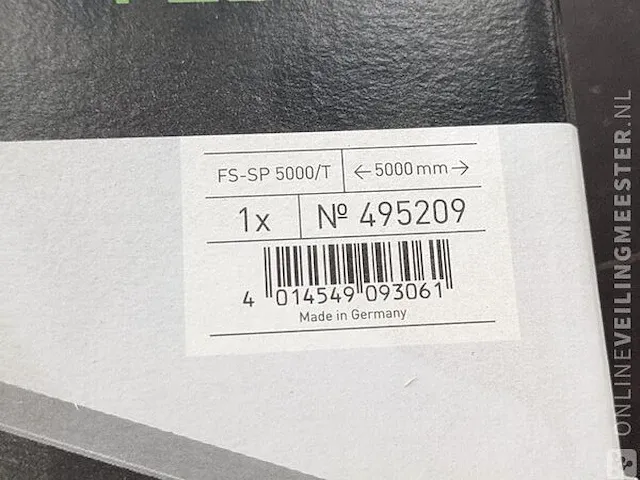 FS-SP 5000/T
←5000 mm→
1x
Nº 495209
4 014549 093061
Made in Germany
ONLINEVEILINGMEESTER.NL